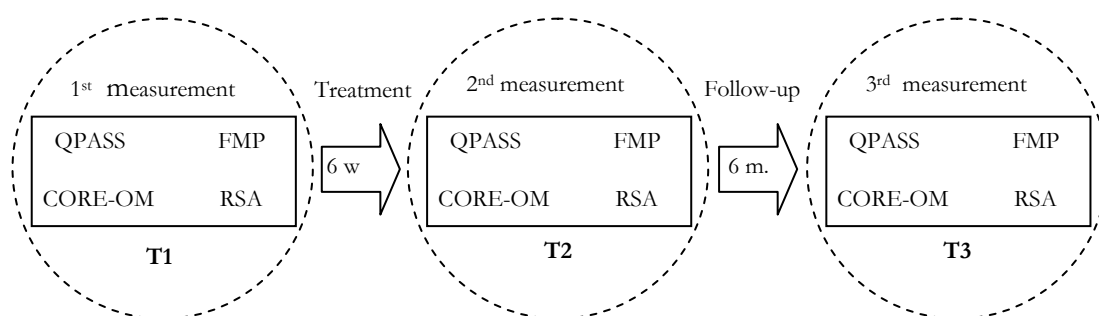 1st measurement
QPASS FMP
CORE-OM RSA
T1
Treatment
6 w
2nd measurement
QPASS FMP
CORE-OM RSA
T2
Follow-up
6 m.
3rd measurement
QPASS FMP
CORE-OM RSA
T3